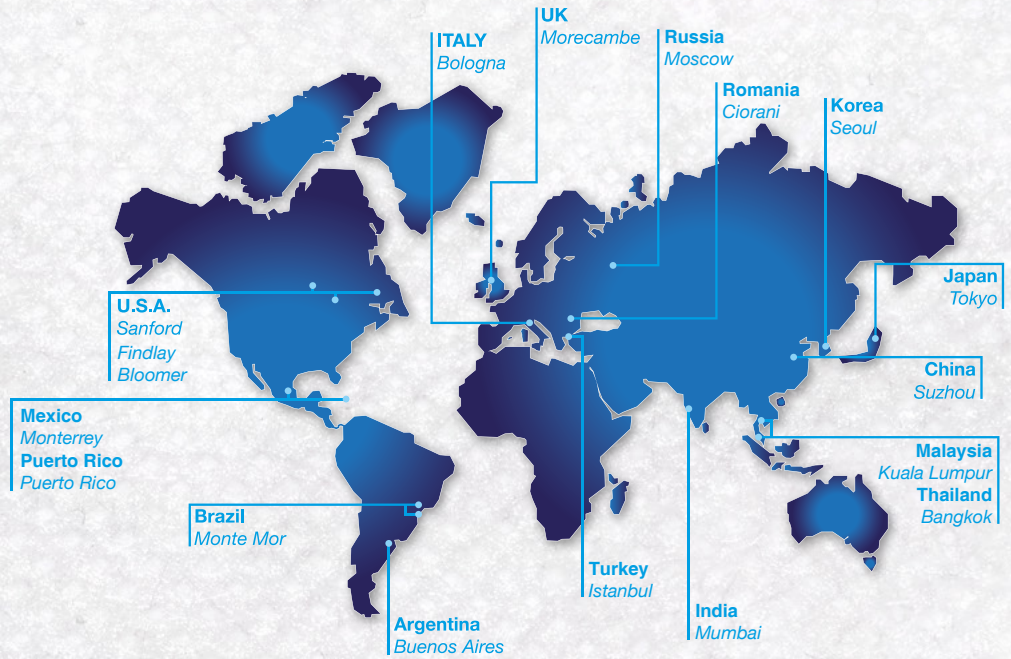 UK
Morecambe
ITALY
Bologna
Russia
Moscow
Romania
Ciorani
Korea
Seoul
Japan
Tokyo
U.S.A.
Sanford
Findlay
Bloomer
China
Suzhou
Mexico
Monterrey
Puerto Rico
Puerto Rico
Malaysia
Kuala Lumpur
Thailand
Bangkok
Brazil
Monte Mor
Turkey
Istanbul
India
Mumbai
Argentina
Buenos Aires